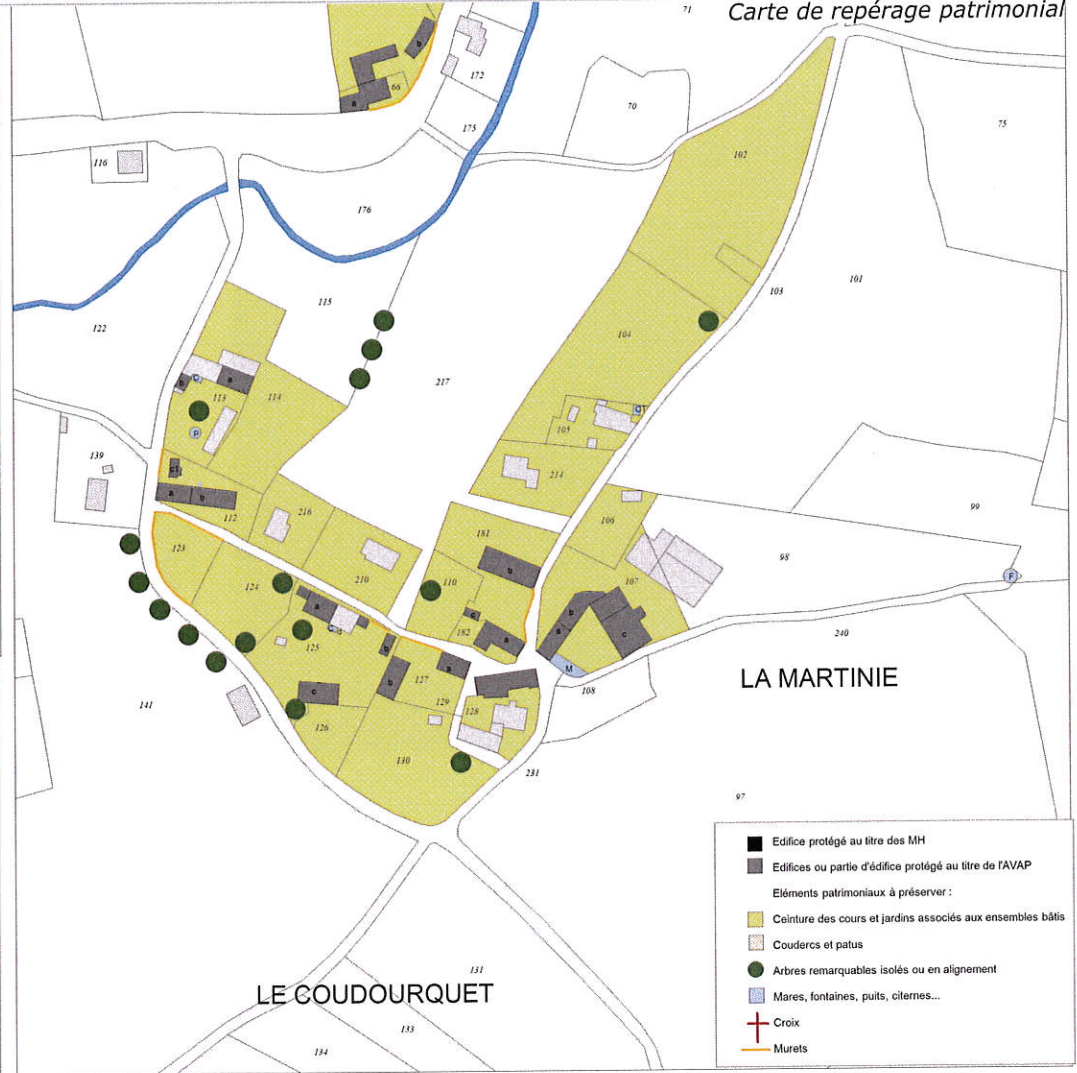 Carte de repérage patrimonial
71
b
172
66
a
70
75
175
116
102
176
115
103
101
122
104
217
b
C
a
113
114
P
C
105
139
c1
214
a
b
112
216
106
99
181
b
98
F
123
124
210
110
107
a
c
b
182
a
a
c
240
125
b
M
LA MARTINIE
a
127
b
108
141
c
129
128
126
130
231
97
Edifice protégé au titre des MH
Edifices ou partie d'édifice protégé au titre de l'AVAP
Eléments patrimoniaux à préserver :
Ceinture des cours et jardins associés aux ensembles bâtis
Coudercs et patus
Arbres remarquables isolés ou en alignement
Mares, fontaines, puits, citernes...
Croix
Murets
131
LE COUDOURQUET
133
134